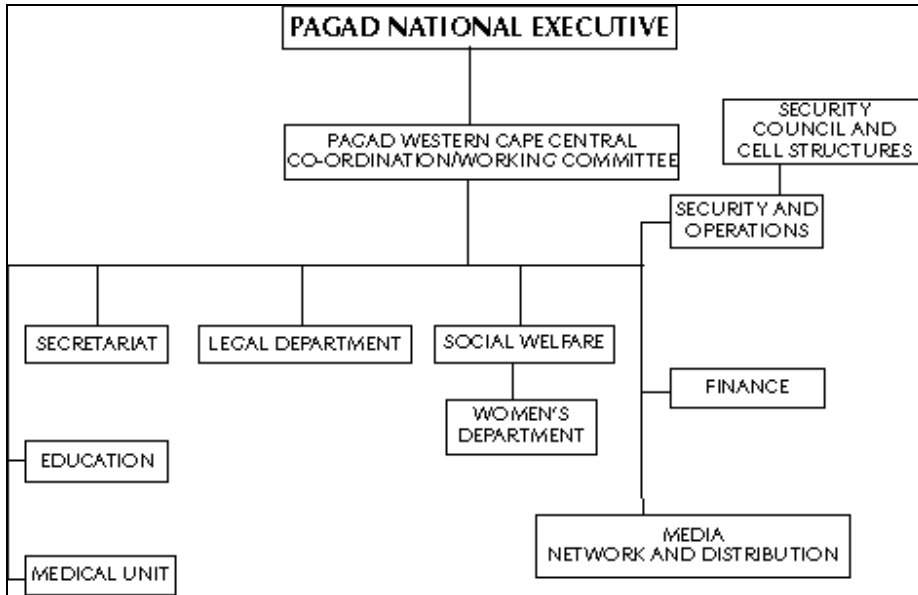 PAGAD NATIONAL EXECUTIVE
PAGAD WESTERN CAPE CENTRAL
CO-ORDINATION/WORKING COMMITTEE
SECURITY
COUNCIL AND
CELL STRUCTURES
SECURITY AND
OPERATIONS
SECRETARIAT
LEGAL DEPARTMENT
SOCIAL WELFARE
WOMEN'S
DEPARTMENT
FINANCE
EDUCATION
MEDIA
NETWORK AND DISTRIBUTION
MEDICAL UNIT